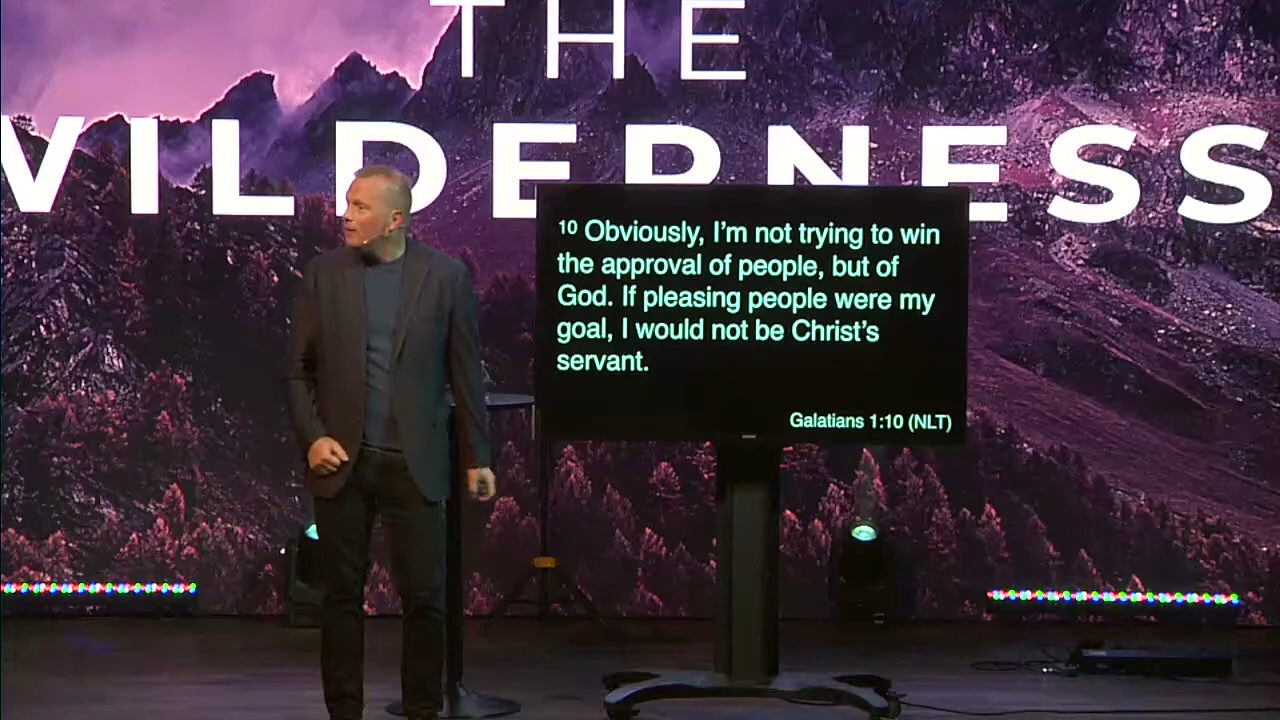 THE
WILDERNESS
10 Obviously, I'm not trying to win
the approval of people, but of
God. If pleasing people were my
goal, I would not be Christ's
servant.
Galatians 1:10 (NLT)